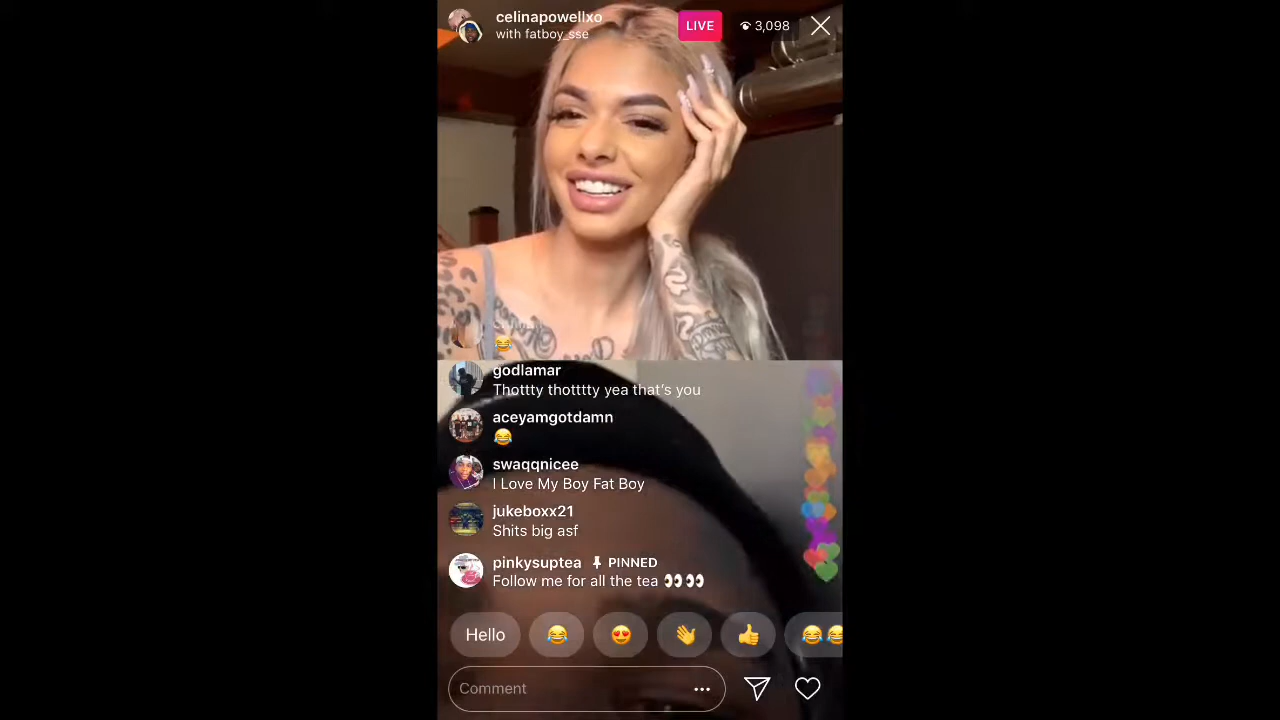 celinapowellxo
with fatboy_sse
LIVE
3,098
😂
godlamar
Thottty thotttty yea that's you
aceyamgotdamn
😂
swaqqnicee
I Love My Boy Fat Boy
jukeboxx21
Shits big asf
pinkysuptea PINNED
Follow me for all the tea 👀👀
Hello 😂 😍 👋 👍 😂😂
Comment